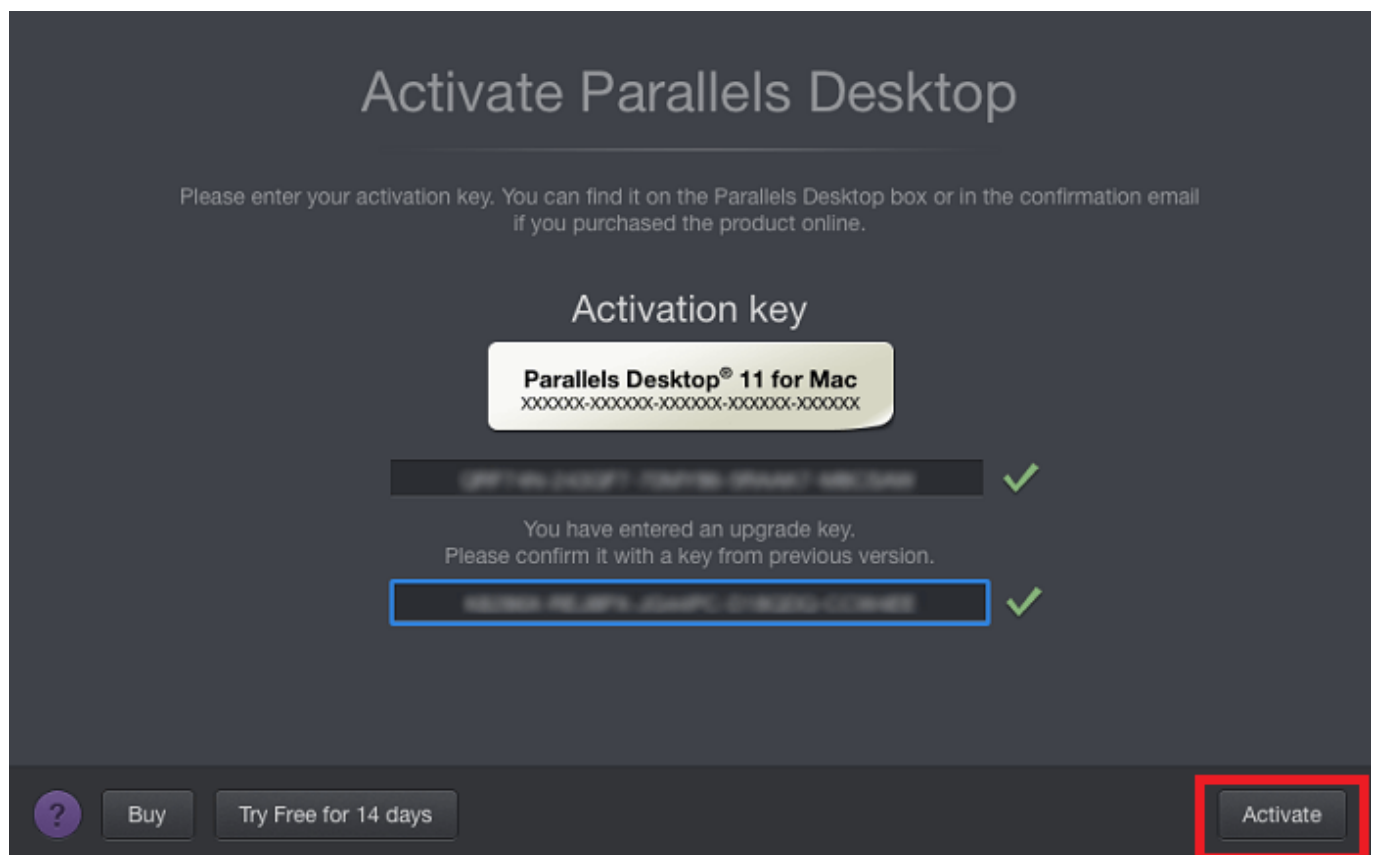 Activate Parallels Desktop
Please enter your activation key. You can find it on the Parallels Desktop box or in the confirmation email
if you purchased the product online.
Activation key
Parallels Desktop® 11 for Mac
XXXXXX-XXXXXX-XXXXXX-XXXXXX-XXXXXX
You have entered an upgrade key.
Please confirm it with a key from previous version.
? Buy Try Free for 14 days Activate